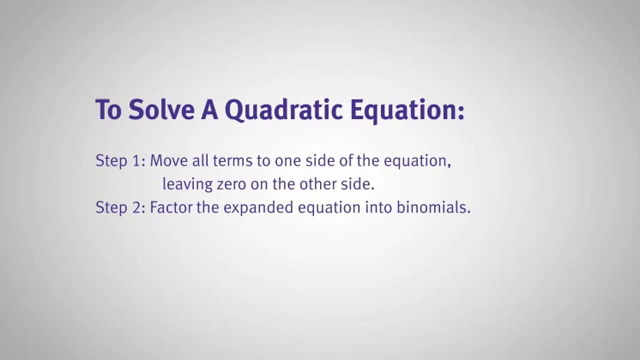 To Solve A Quadratic Equation:
Step 1: Move all terms to one side of the equation,
leaving zero on the other side.
Step 2: Factor the expanded equation into binomials.